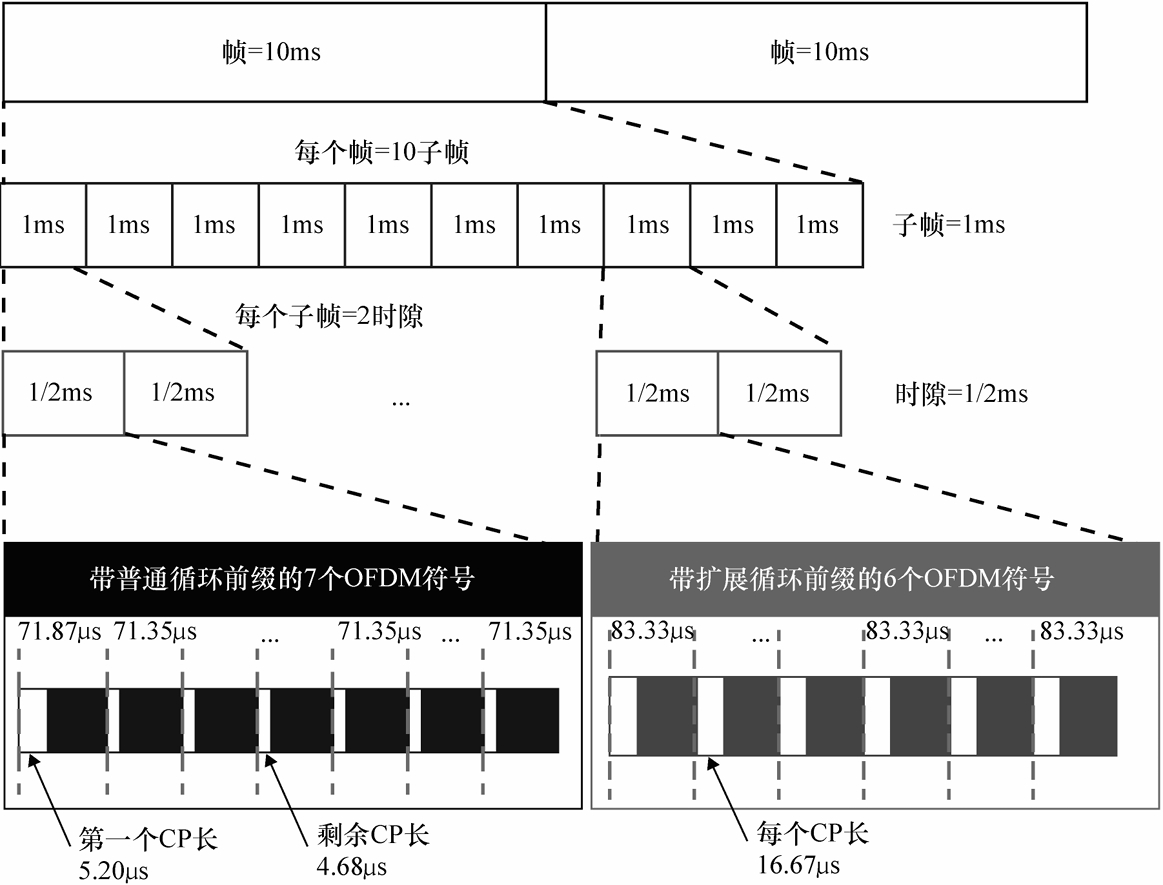 帧=10ms 帧=10ms
每个帧=10子帧
1ms 1ms 1ms 1ms 1ms 1ms 1ms 1ms 1ms 1ms 子帧=1ms
每个子帧=2时隙
1/2ms 1/2ms ... 1/2ms 1/2ms 时隙=1/2ms
带普通循环前缀的7个OFDM符号
71.87μs 71.35μs ... 71.35μs ... 71.35μs
第一个CP长
5.20μs
剩余CP长
4.68μs
带扩展循环前缀的6个OFDM符号
83.33μs ... 83.33μs ... 83.33μs
每个CP长
16.67μs